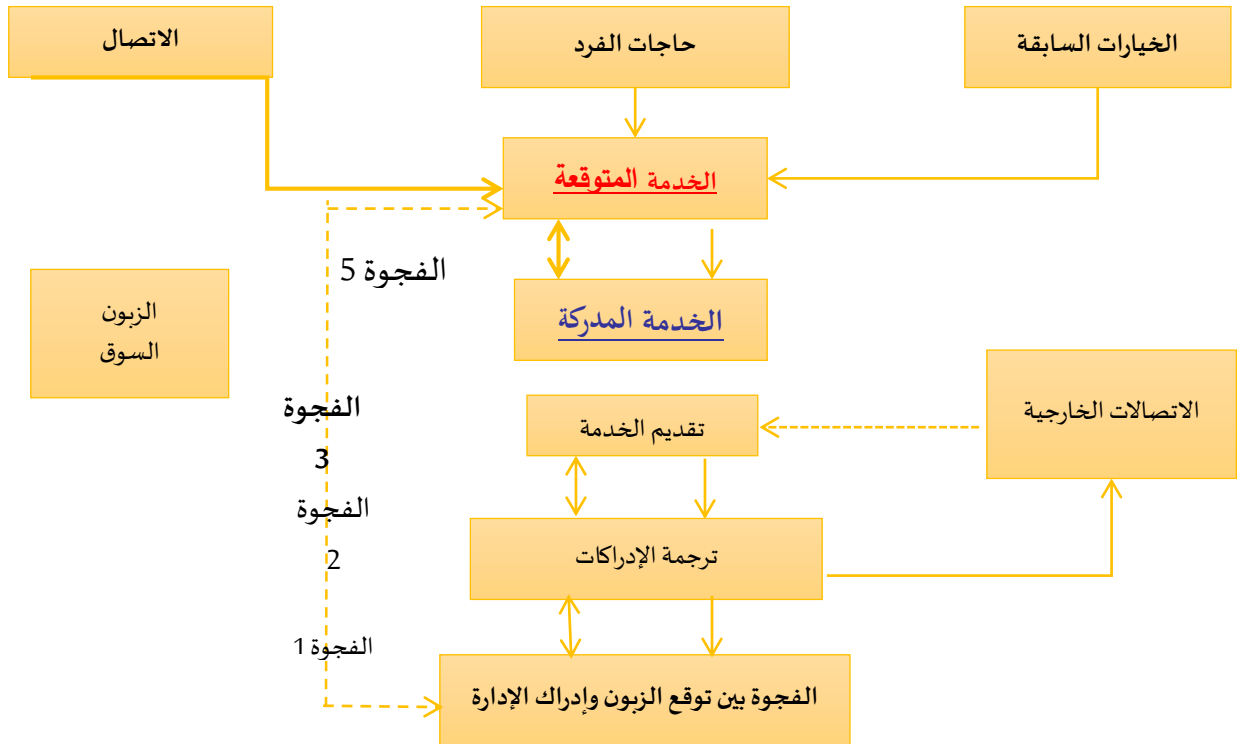 الخيارات السابقة
حاجات الفرد
الاتصال
الخدمة المتوقعة
الفجوة 5
الخدمة المدركة
الزبون
السوق
الاتصالات الخارجية
تقديم الخدمة
الفجوة
3
الفجوة
2
ترجمة الإدراكات
الفجوة 1
الفجوة بين توقع الزبون وإدراك الإدارة